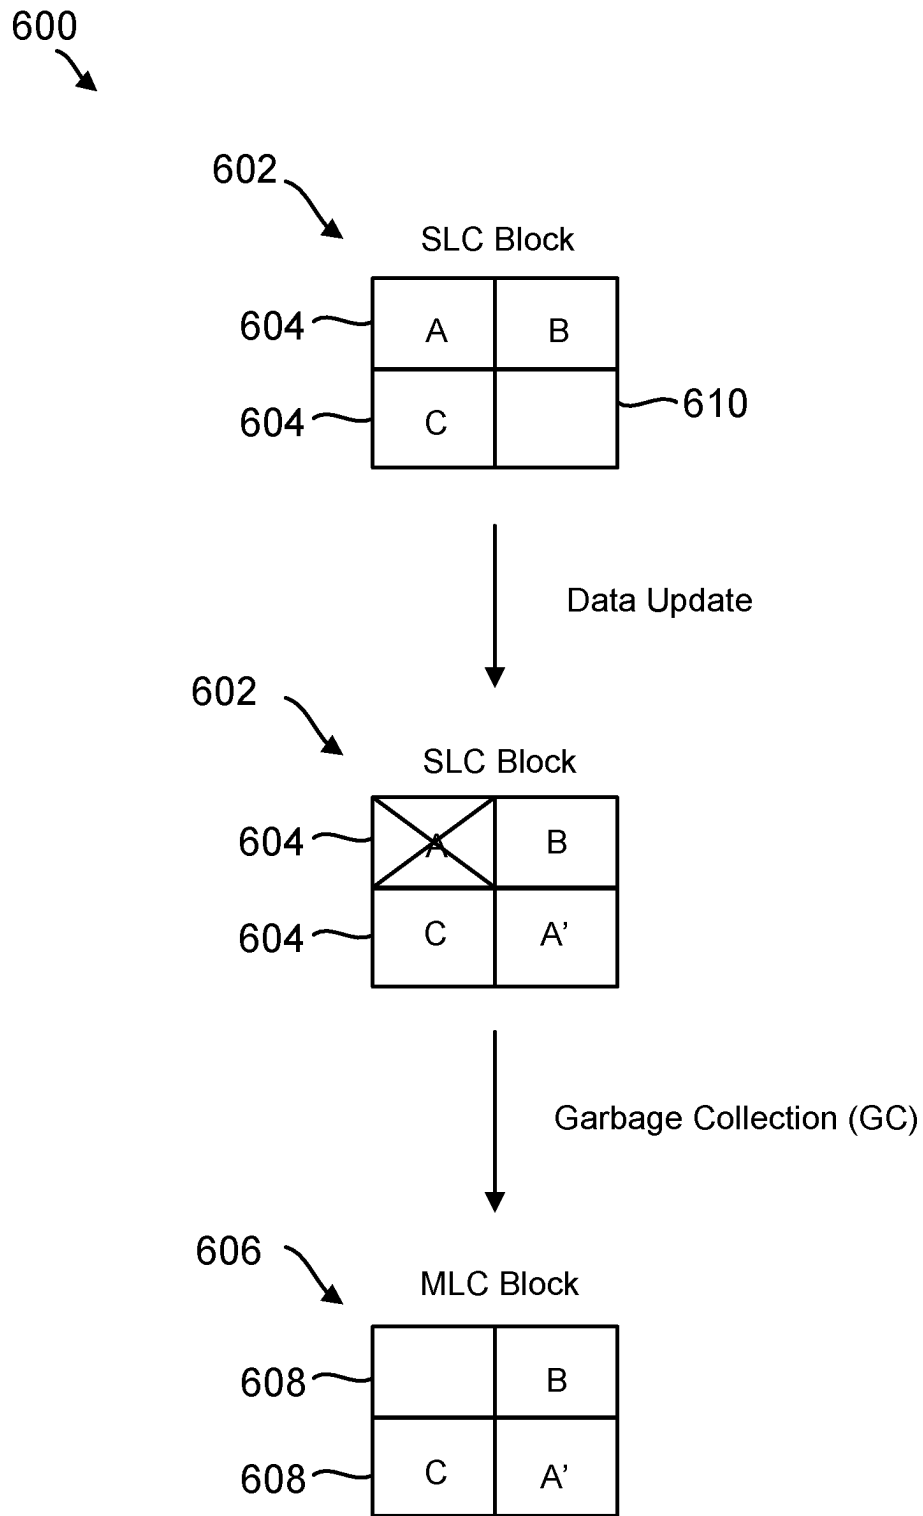 600
602
SLC Block
604 A B
604 C 610
Data Update
602
SLC Block
604 A B
604 C A’
Garbage Collection (GC)
606
MLC Block
608 B
608 C A’